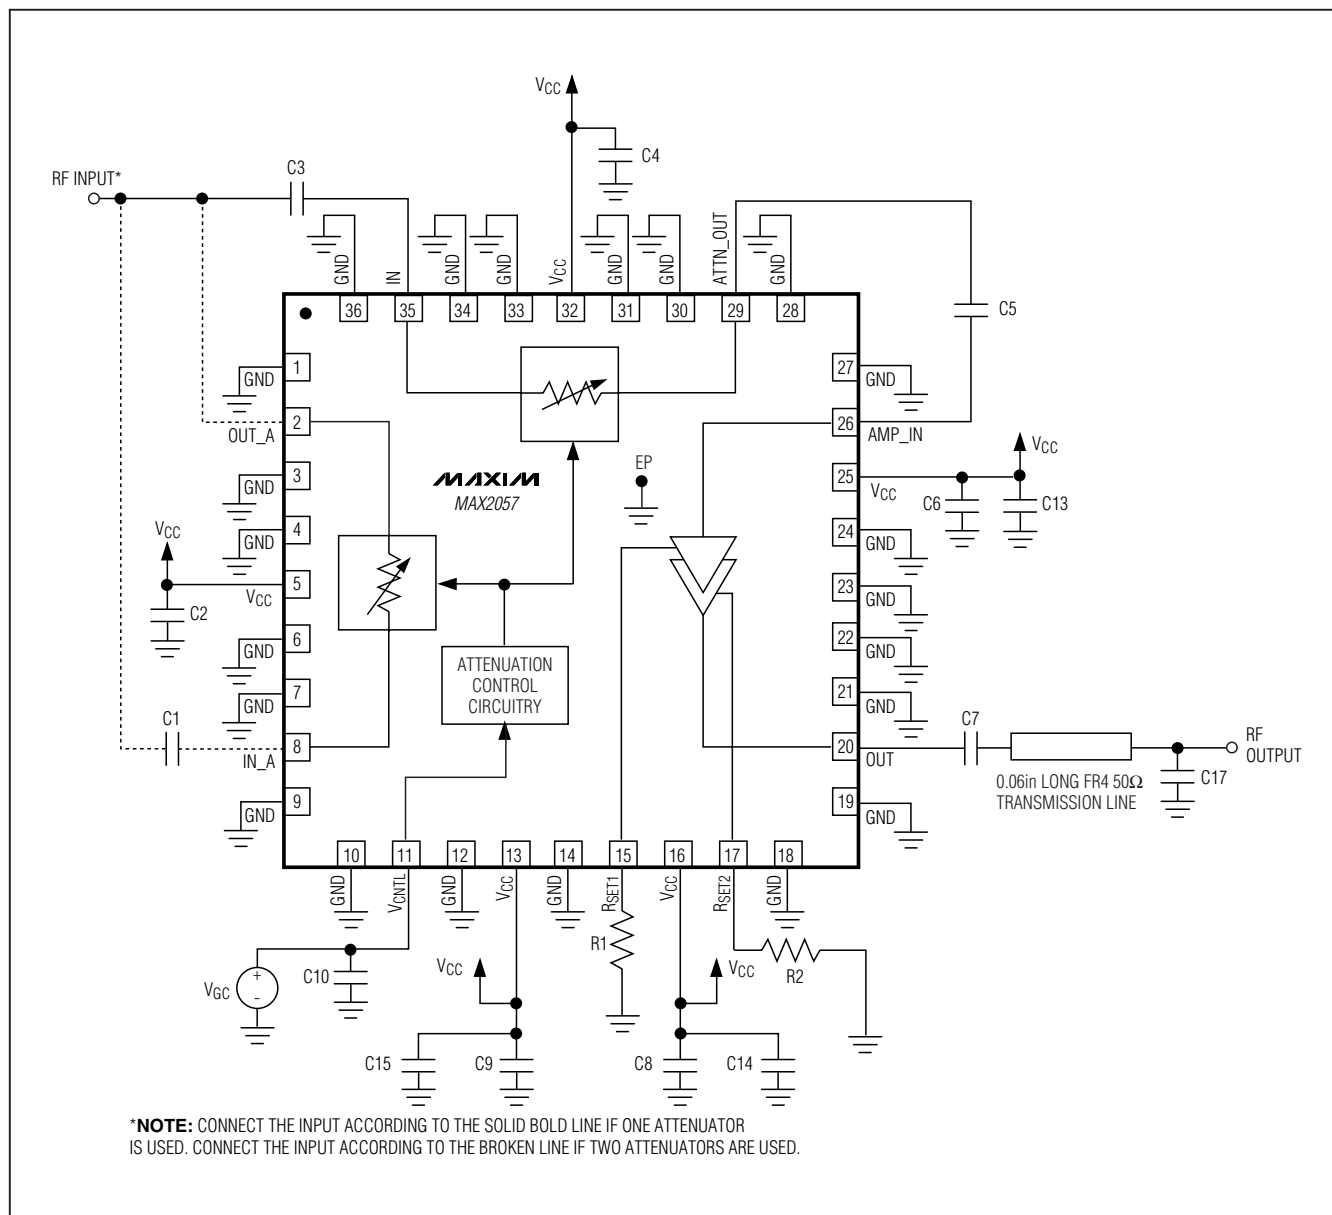 VCC
C4
RF INPUT*
C3
GND
IN
GND
GND
VCC
GND
GND
ATTN_OUT
GND
36
35
34
33
32
31
30
29
28
C5
1
GND
2
OUT_A
3
GND
4
GND
VCC
5
VCC
C2
6
GND
7
GND
C1
8
IN_A
9
GND
MAXIM
MAX2057
EP
ATTENUATION
CONTROL
CIRCUITRY
27
GND
26
AMP_IN
VCC
25
VCC
C6
C13
24
GND
23
GND
22
GND
21
GND
20
OUT
C7
RF
OUTPUT
0.06in LONG FR4 50Ω
TRANSMISSION LINE
C17
19
GND
10
11
12
13
14
15
16
17
18
GND
VCNTL
GND
VCC
GND
RSET1
VCC
RSET2
GND
R1
R2
C10
VGC
+
-
VCC
VCC
C15
C9
C8
C14
*NOTE: CONNECT THE INPUT ACCORDING TO THE SOLID BOLD LINE IF ONE ATTENUATOR
IS USED. CONNECT THE INPUT ACCORDING TO THE BROKEN LINE IF TWO ATTENUATORS ARE USED.